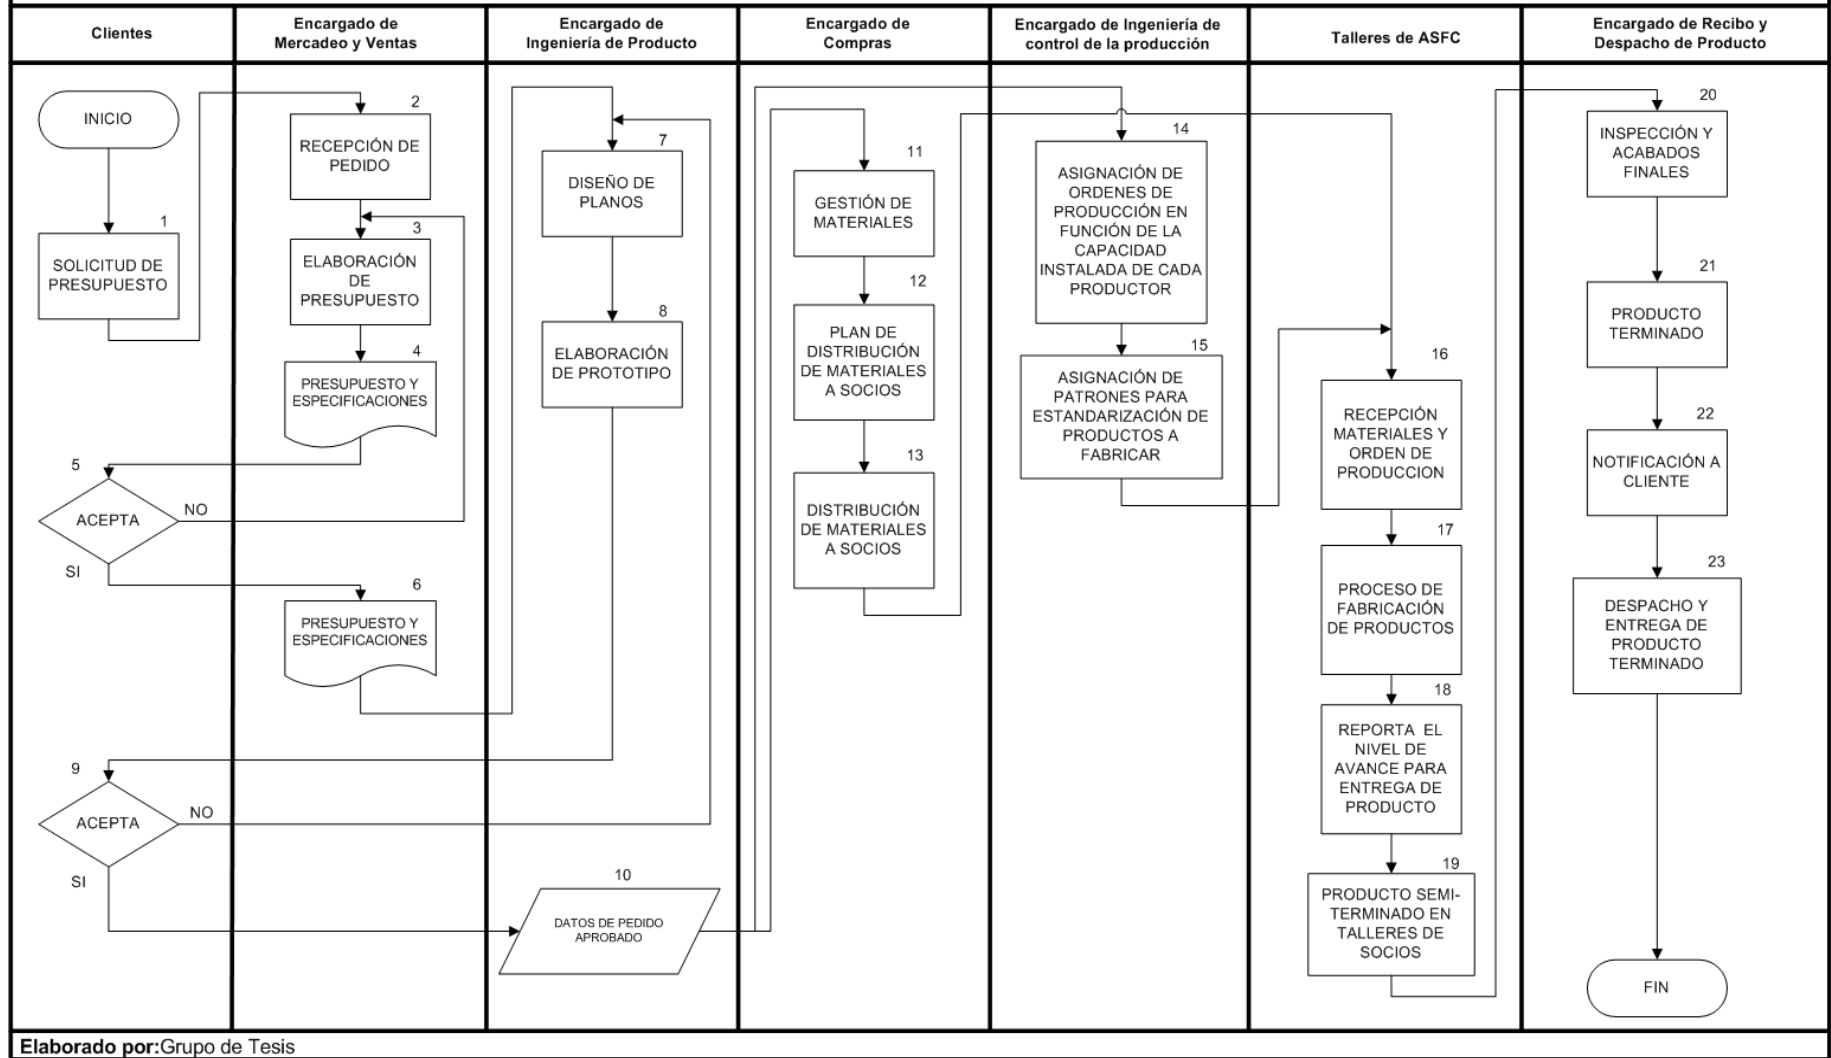 Clientes
Encargado de
Mercadeo y Ventas
Encargado de
Ingeniería de Producto
Encargado de
Compras
Encargado de Ingeniería de
control de la producción
Talleres de ASFC
Encargado de Recibo y
Despacho de Producto
INICIO
1
SOLICITUD DE
PRESUPUESTO
5
ACEPTA
NO
SI
9
ACEPTA
NO
SI
2
RECEPCIÓN DE
PEDIDO
3
ELABORACIÓN
DE
PRESUPUESTO
4
PRESUPUESTO Y
ESPECIFICACIONES
6
PRESUPUESTO Y
ESPECIFICACIONES
7
DISEÑO DE
PLANOS
8
ELABORACIÓN
DE PROTOTIPO
10
DATOS DE PEDIDO
APROBADO
11
GESTIÓN DE
MATERIALES
12
PLAN DE
DISTRIBUCIÓN
DE MATERIALES
A SOCIOS
13
DISTRIBUCIÓN
DE MATERIALES
A SOCIOS
14
ASIGNACIÓN DE
ORDENES DE
PRODUCCIÓN EN
FUNCIÓN DE LA
CAPACIDAD
INSTALADA DE CADA
PRODUCTOR
15
ASIGNACIÓN DE
PATRONES PARA
ESTANDARIZACIÓN DE
PRODUCTOS A
FABRICAR
16
RECEPCIÓN
MATERIALES Y
ORDEN DE
PRODUCCION
17
PROCESO DE
FABRICACIÓN
DE PRODUCTOS
18
REPORTA EL
NIVEL DE
AVANCE PARA
ENTREGA DE
PRODUCTO
19
PRODUCTO SEMI-
TERMINADO EN
TALLERES DE
SOCIOS
20
INSPECCIÓN Y
ACABADOS
FINALES
21
PRODUCTO
TERMINADO
22
NOTIFICACIÓN A
CLIENTE
23
DESPACHO Y
ENTREGA DE
PRODUCTO
TERMINADO
FIN
Elaborado por:Grupo de Tesis